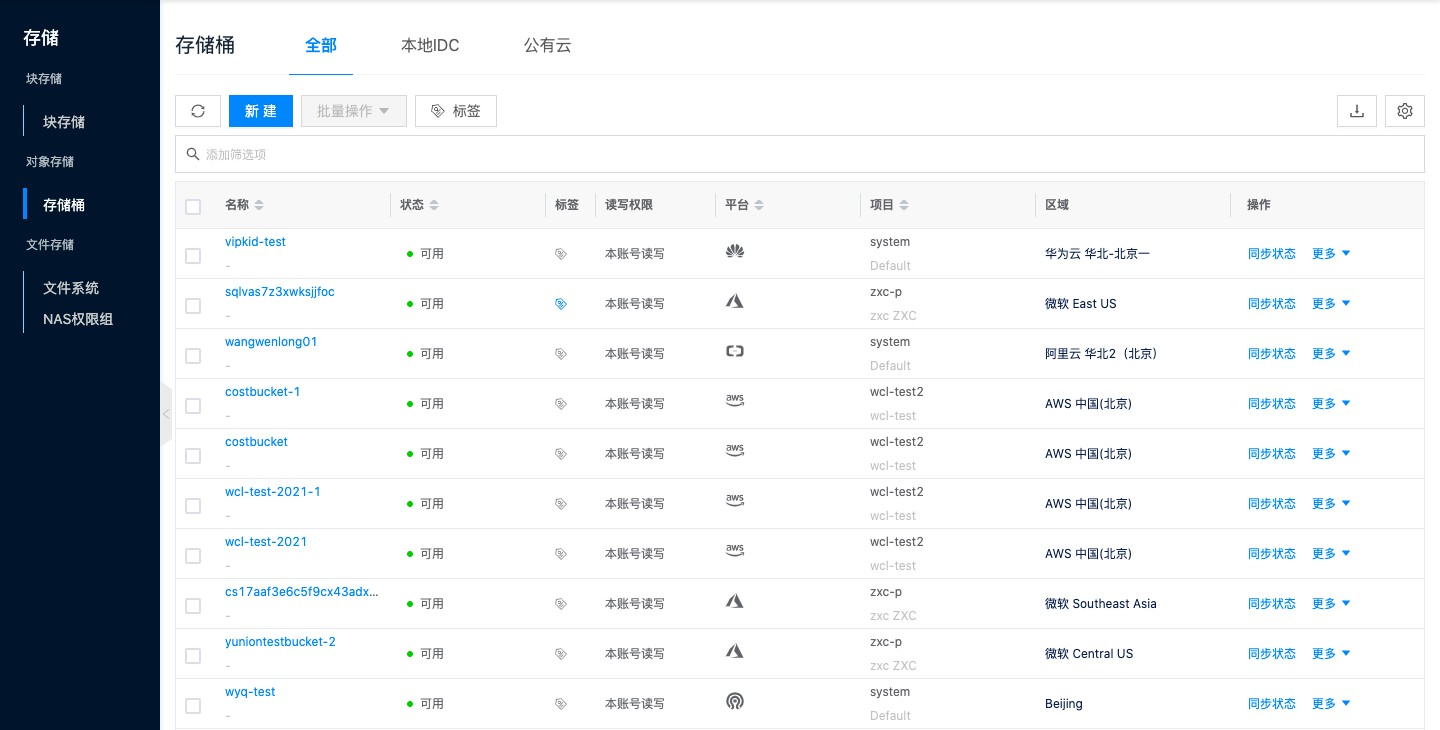 存储
块存储
块存储
对象存储
存储桶
文件存储
文件系统
NAS权限组
存储桶 全部 本地IDC 公有云
新 建 批量操作 标签
添加筛选项
名称 状态 标签 读写权限 平台 项目 区域 操作
vipkid-test 可用 本账号读写 system 华为云 华北-北京一 同步状态 更多
- Default
sqlvas7z3xwksjjfoc 可用 本账号读写 zxc-p 微软 East US 同步状态 更多
- zxc ZXC
wangwenlong01 可用 本账号读写 system 阿里云 华北2（北京） 同步状态 更多
- Default
costbucket-1 可用 本账号读写 aws wcl-test2 AWS 中国(北京) 同步状态 更多
- wcl-test
costbucket 可用 本账号读写 aws wcl-test2 AWS 中国(北京) 同步状态 更多
- wcl-test
wcl-test-2021-1 可用 本账号读写 aws wcl-test2 AWS 中国(北京) 同步状态 更多
- wcl-test
wcl-test-2021 可用 本账号读写 aws wcl-test2 AWS 中国(北京) 同步状态 更多
- wcl-test
cs17aaf3e6c5f9cx43adx... 可用 本账号读写 zxc-p 微软 Southeast Asia 同步状态 更多
- zxc ZXC
yuniontestbucket-2 可用 本账号读写 zxc-p 微软 Central US 同步状态 更多
- zxc ZXC
wyq-test 可用 本账号读写 system Beijing 同步状态 更多
- Default